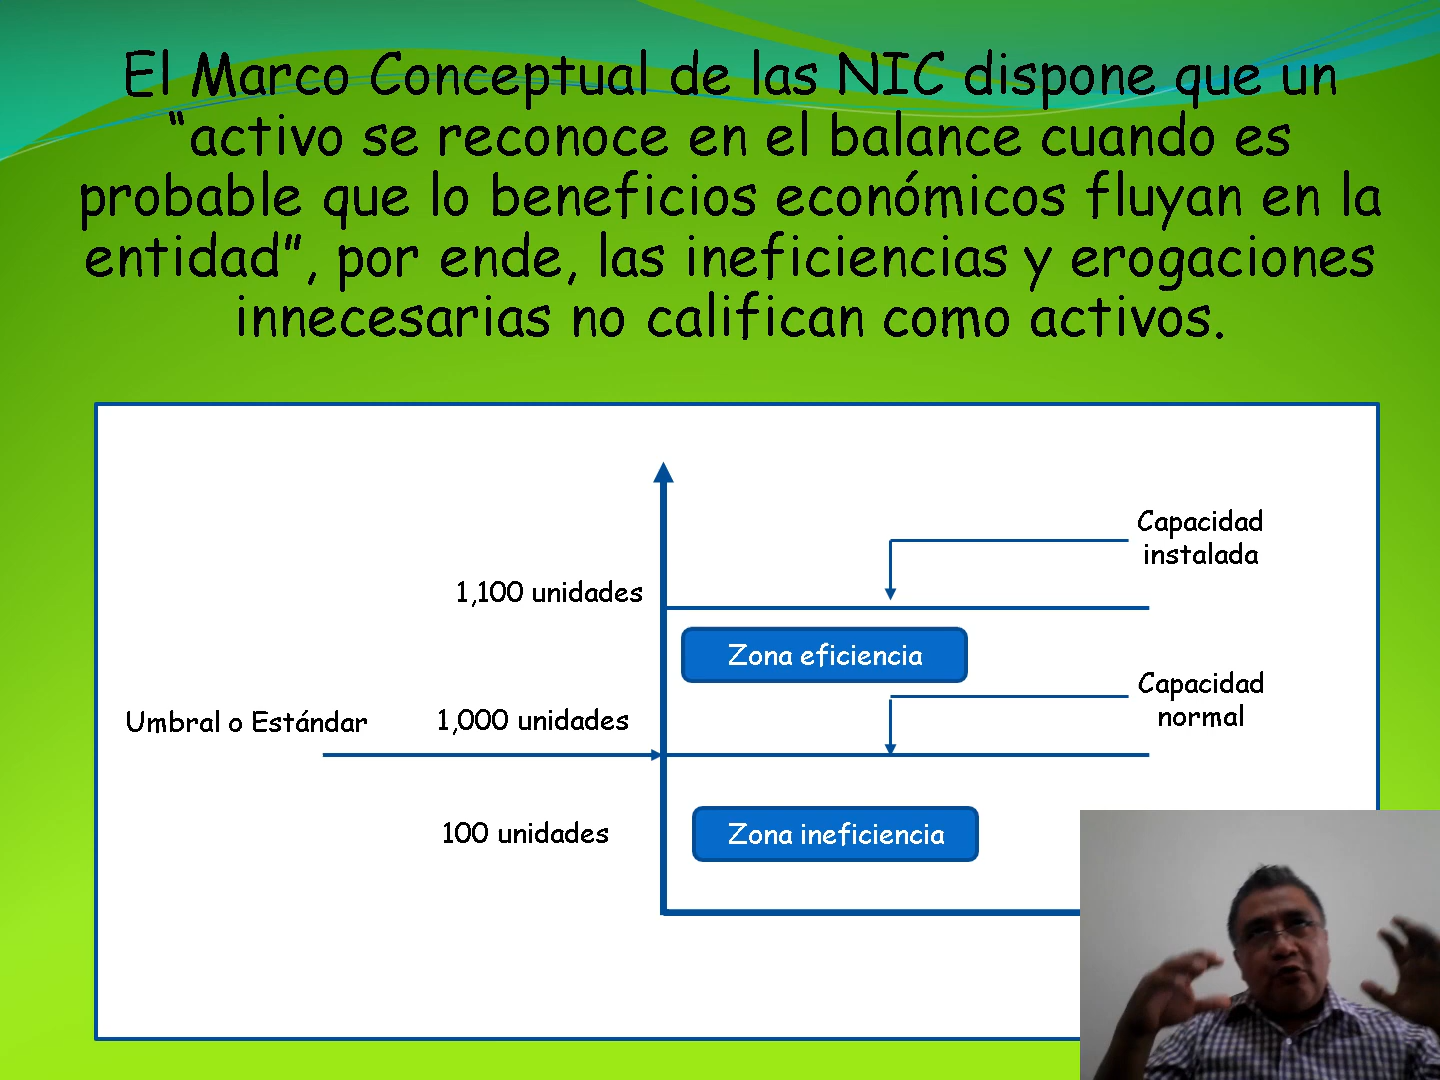 El Marco Conceptual de las NIC dispone que un
“activo se reconoce en el balance cuando es
probable que lo beneficios económicos fluyan en la
entidad”, por ende, las ineficiencias y erogaciones
innecesarias no califican como activos.
Capacidad
instalada
1,100 unidades
Zona eficiencia
Capacidad
normal
Umbral o Estándar
1,000 unidades
100 unidades
Zona ineficiencia